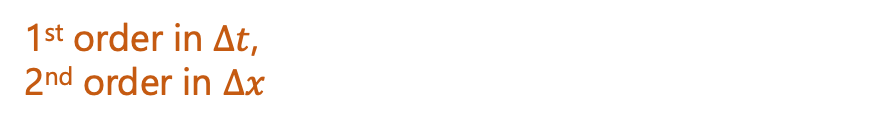 1st order in Δt,
2nd order in Δx